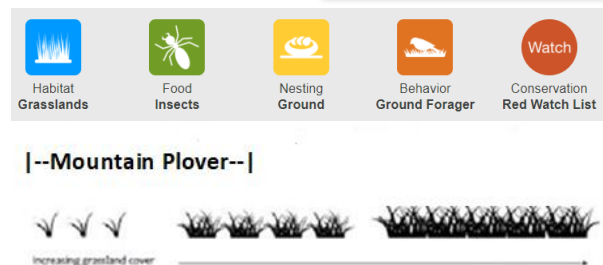 Watch
Habitat Food Nesting Behavior Conservation
Grasslands Insects Ground Ground Forager Red Watch List
|--Mountain Plover--|
increasing grassland cover